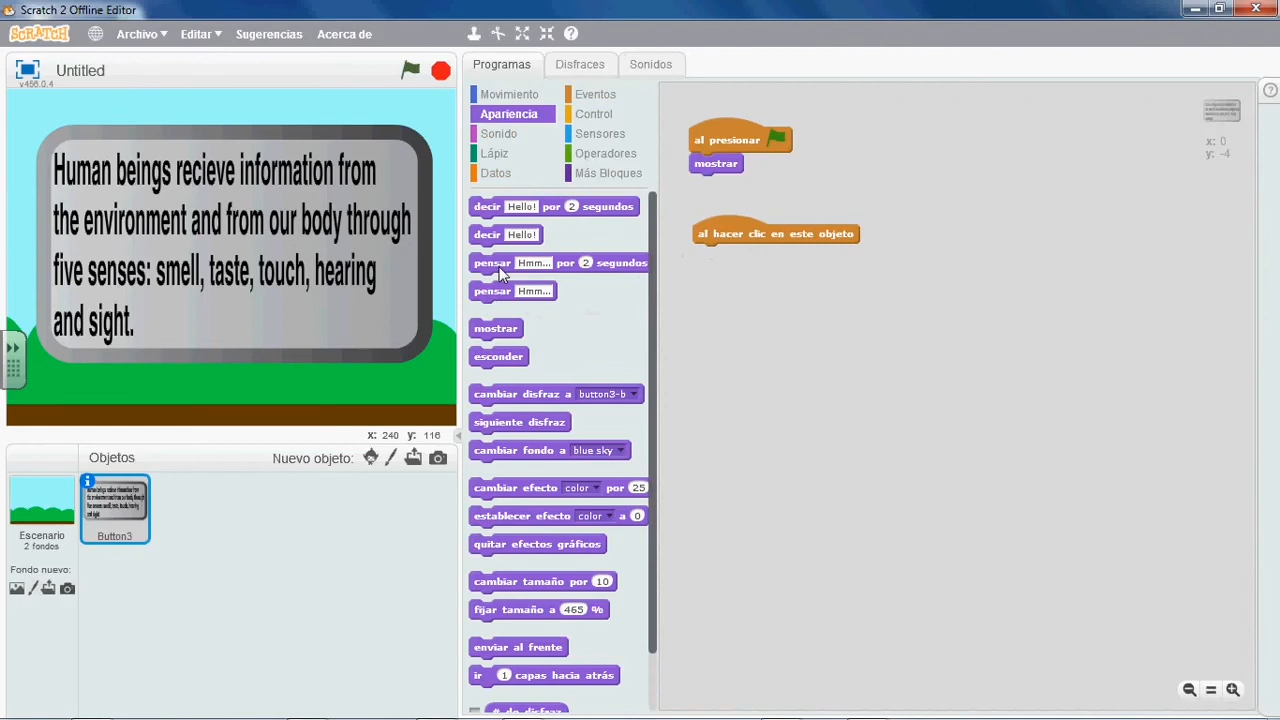 Scratch 2 Offline Editor
SCRATCH
Archivo
Editar
Sugerencias
Acerca de
v456.0.4
Untitled
Human beings recieve information from
the environment and from our body through
five senses: smell, taste, touch, hearing
and sight.
x: 240 y: 116
Objetos
Nuevo objeto:
Escenario
2 fondos
Fondo nuevo:
Button3
Programas
Disfraces
Sonidos
Movimiento
Apariencia
Sonido
Lápiz
Datos
Eventos
Control
Sensores
Operadores
Más Bloques
decir Hello! por 2 segundos
decir Hello!
pensar Hmm... por 2 segundos
pensar Hmm...
mostrar
esconder
cambiar disfraz a button3-b
siguiente disfraz
cambiar fondo a blue sky
cambiar efecto color por 25
establecer efecto color a 0
quitar efectos gráficos
cambiar tamaño por 10
fijar tamaño a 465 %
enviar al frente
ir 1 capas hacia atrás
# de disfraz
al presionar
mostrar
al hacer clic en este objeto
x: 0
y: -4